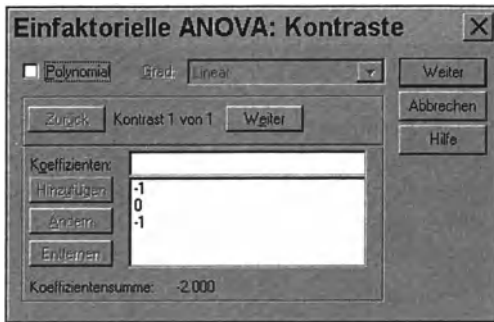 Einfaktorielle ANOVA: Kontraste
Polynomial Grad: Linear Weiter
Abbrechen
Zurück Kontrast 1 von 1 Weiter
Hilfe
Koeffizienten:
Hinzufügen -1
0
Ändern -1
Entfernen
Koeffizientensumme: -2.000